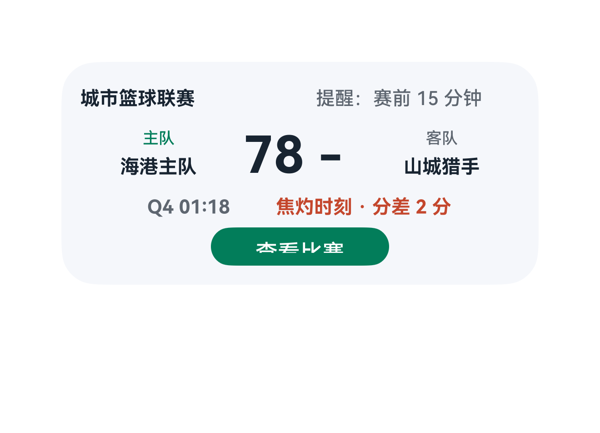 城市篮球联赛 提�：赛前 15 分钟
主队 客队
海港主队 78 – 山城猎手
Q4 01:18 焦灼时刻 · 分差 2 分
查看比赛